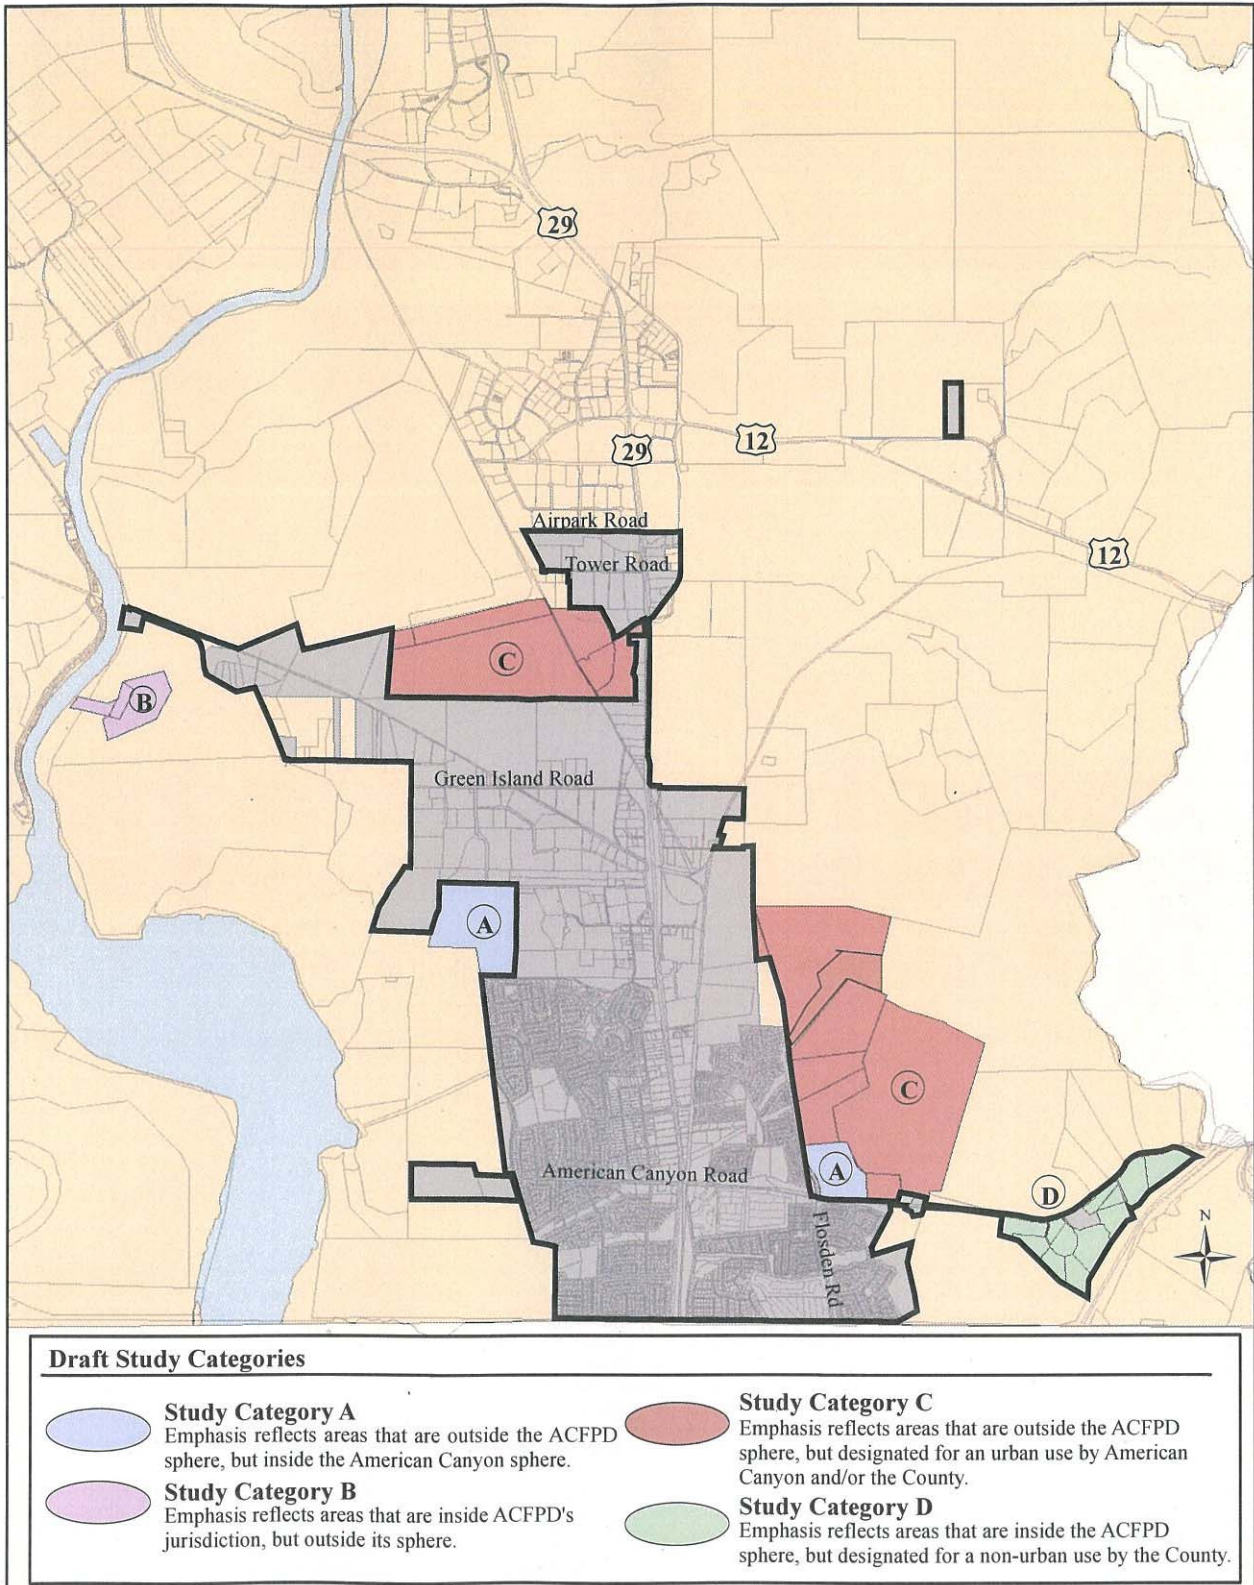 29
12
29
Airpark Road
12
Tower Road
C
B
Green Island Road
A
C
A
American Canyon Road
D
Flosden Rd
N
Draft Study Categories
Study Category A
Emphasis reflects areas that are outside the ACFPD
sphere, but inside the American Canyon sphere.
Study Category B
Emphasis reflects areas that are inside ACFPD's
jurisdiction, but outside its sphere.
Study Category C
Emphasis reflects areas that are outside the ACFPD
sphere, but designated for an urban use by American
Canyon and/or the County.
Study Category D
Emphasis reflects areas that are inside the ACFPD
sphere, but designated for a non-urban use by the County.